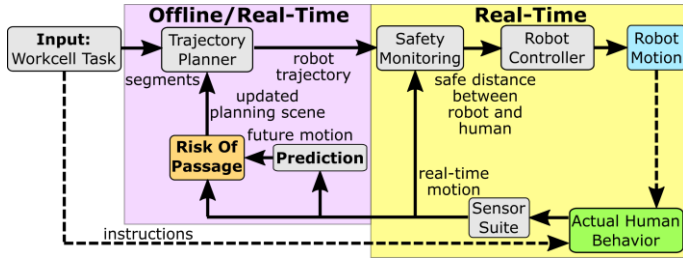 Offline/Real-Time
Real-Time
Input:
Workcell Task
Trajectory
Planner
Safety
Monitoring
Robot
Controller
Robot
Motion
robot
trajectory
segments
updated
planning scene
safe distance
between
robot and
human
future motion
Risk Of
Passage
Prediction
real-time
motion
Sensor
Suite
Actual Human
Behavior
instructions